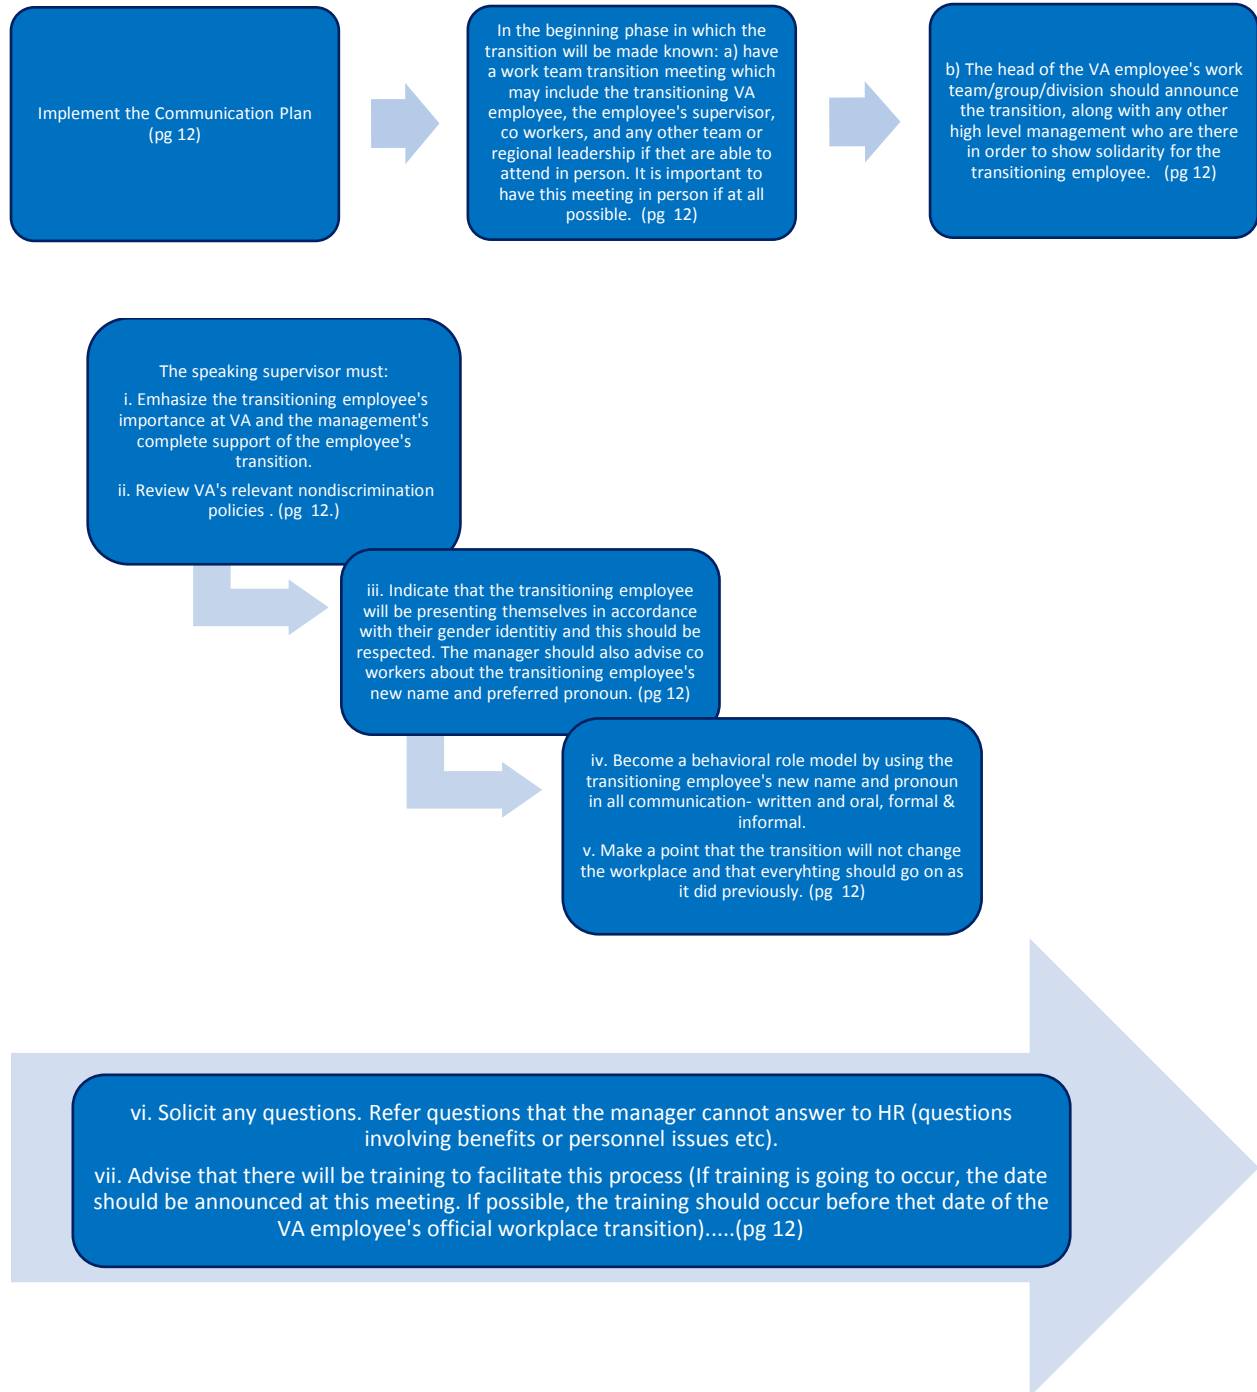 Implement the Communication Plan
(pg 12)
In the beginning phase in which the
transition will be made known: a) have
a work team transition meeting which
may include the transitioning VA
employee, the employee's supervisor,
co workers, and any other team or
regional leadership if thet are able to
attend in person. It is important to
have this meeting in person if at all
possible. (pg 12)
b) The head of the VA employee's work
team/group/division should announce
the transition, along with any other
high level management who are there
in order to show solidarity for the
transitioning employee. (pg 12)
The speaking supervisor must:
i. Emhasize the transitioning employee's
importance at VA and the management's
complete support of the employee's
transition.
ii. Review VA's relevant nondiscrimination
policies . (pg 12.)
iii. Indicate that the transitioning employee
will be presenting themselves in accordance
with their gender identitiy and this should be
respected. The manager should also advise co
workers about the transitioning employee's
new name and preferred pronoun. (pg 12)
iv. Become a behavioral role model by using the
transitioning employee's new name and pronoun
in all communication- written and oral, formal &
informal.
v. Make a point that the transition will not change
the workplace and that everyhting should go on as
it did previously. (pg 12)
vi. Solicit any questions. Refer questions that the manager cannot answer to HR (questions
involving benefits or personnel issues etc).
vii. Advise that there will be training to facilitate this process (If training is going to occur, the date
should be announced at this meeting. If possible, the training should occur before thet date of the
VA employee's official workplace transition).....(pg 12)